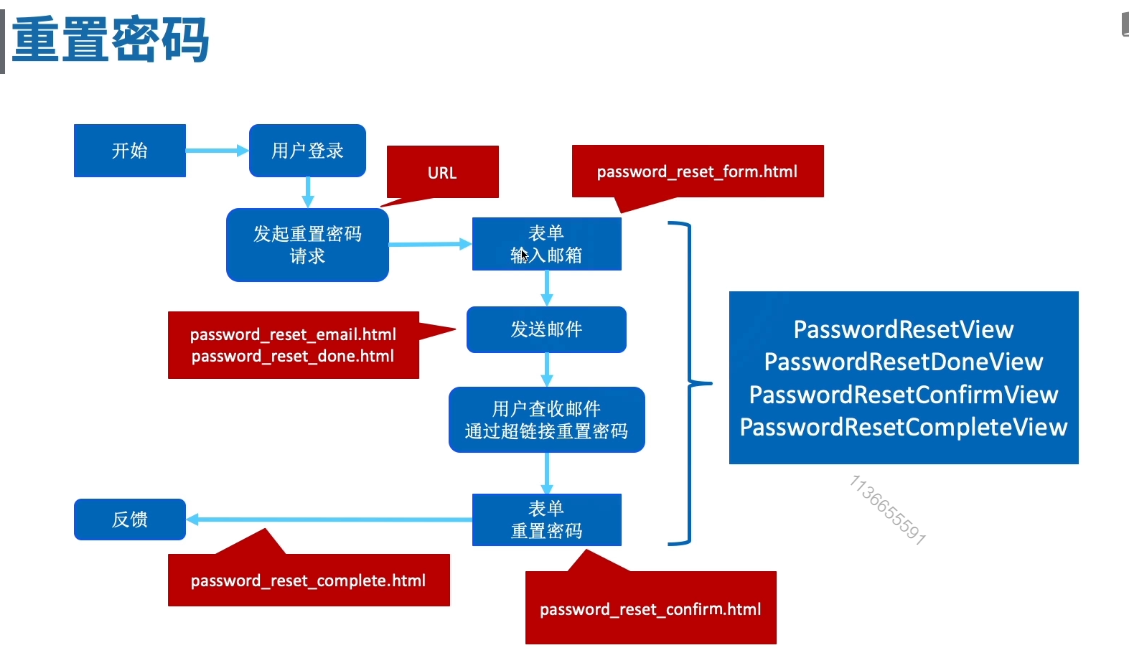 重置密码
开始
用户登录
URL
发起重置密码
请求
password_reset_form.html
表单
输入邮箱
password_reset_email.html
password_reset_done.html
发送邮件
用户查收邮件
通过超链接重置密码
表单
重置密码
反馈
password_reset_complete.html
password_reset_confirm.html
PasswordResetView
PasswordResetDoneView
PasswordResetConfirmView
PasswordResetCompleteView
1136655591